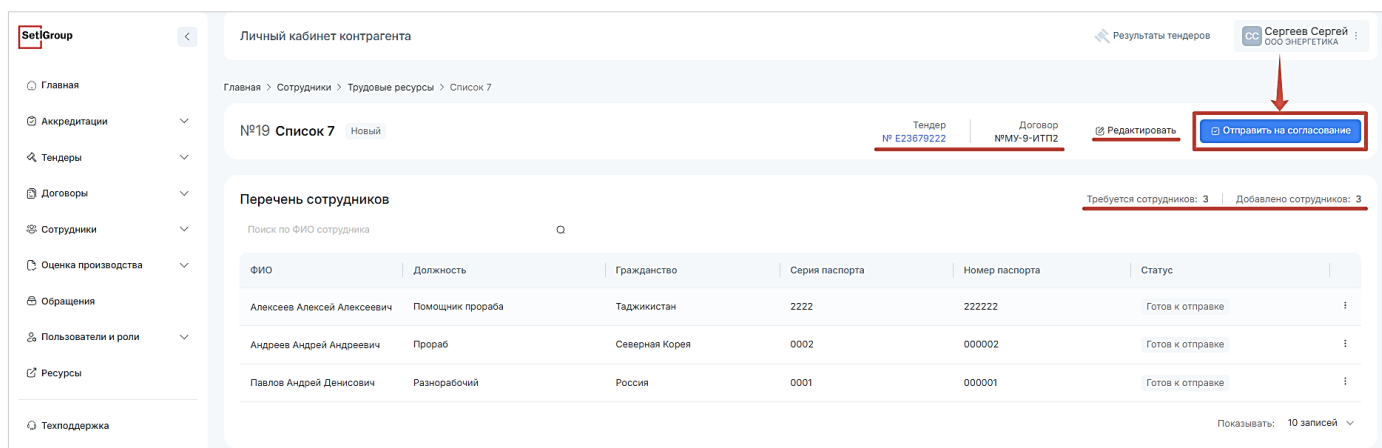 SetlGroup
Личный кабинет контрагента
Результаты тендеров
СС
Сергеев Сергей
ООО ЭНЕРГЕТИКА
Главная
Аккредитации
Тендеры
Договоры
Сотрудники
Оценка производства
Обращения
Пользователи и роли
Ресурсы
Техподдержка
Главная > Сотрудники > Трудовые ресурсы > Список 7
№19 Список 7 Новый
Тендер
№ E23679222
Договор
№МУ-9-ИТП2
Редактировать
Отправить на согласование
Перечень сотрудников
Требуется сотрудников: 3
Добавлено сотрудников: 3
Поиск по ФИО сотрудника
ФИО Должность Гражданство Серия паспорта Номер паспорта Статус
Алексеев Алексей Алексеевич Помощник прораба Таджикистан 2222 222222 Готов к отправке
Андреев Андрей Андреевич Прораб Северная Корея 0002 000002 Готов к отправке
Павлов Андрей Денисович Разнорабочий Россия 0001 000001 Готов к отправке
Показывать: 10 записей